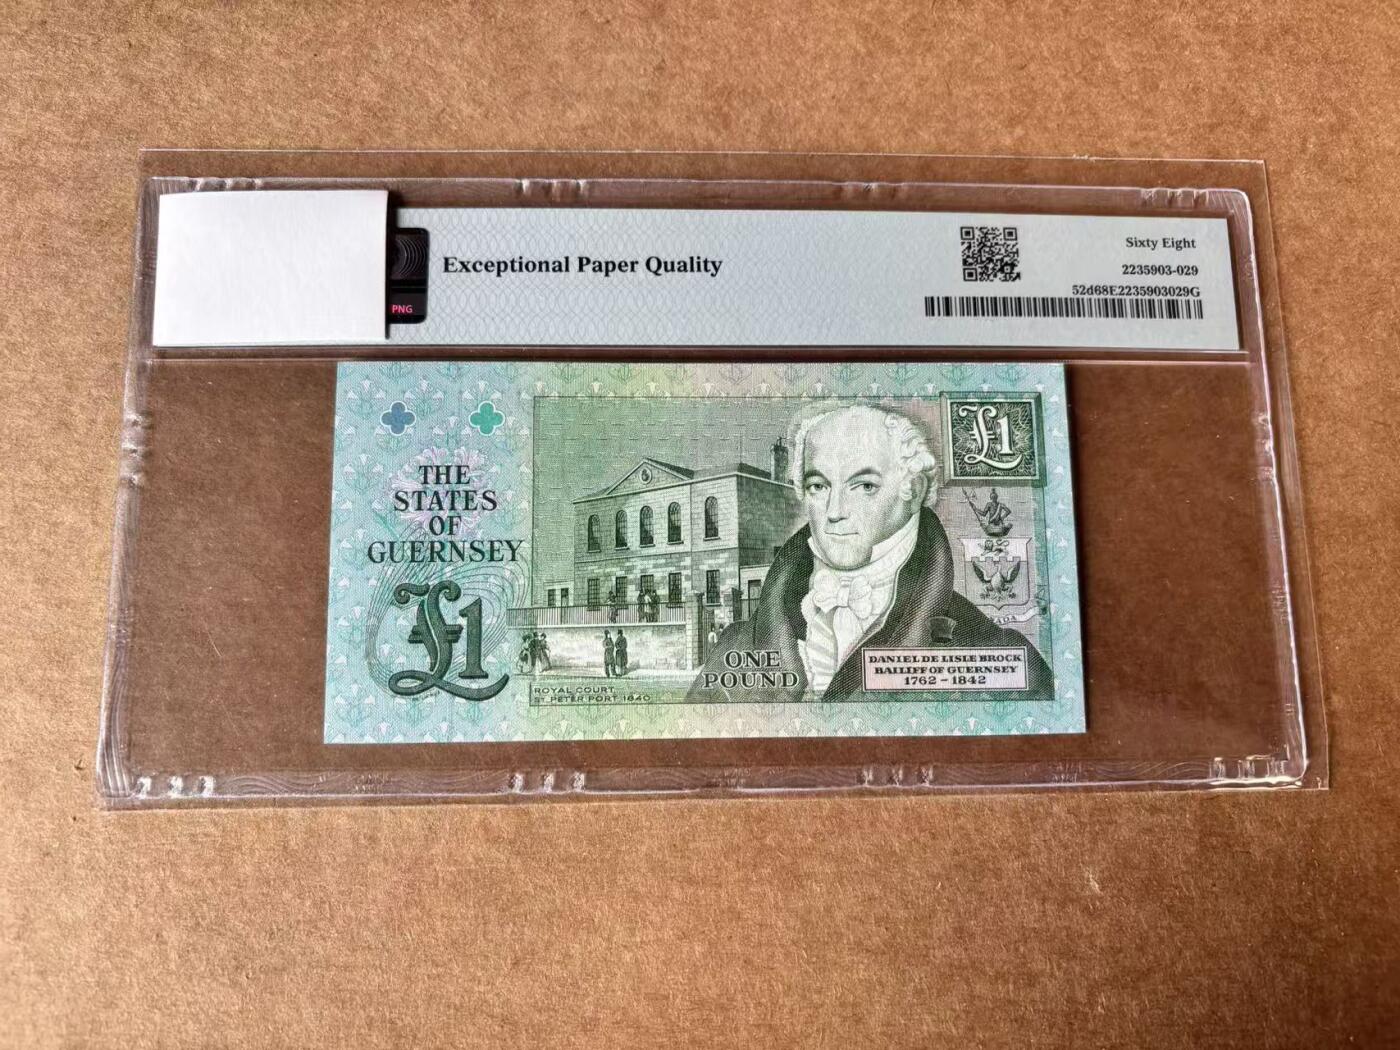 PNG
Exceptional Paper Quality
Sixty Eight
2235903-029
52d68E2235903029G
THE
STATES
OF
GUERNSEY
£1
£1
ROYAL COURT
ST PETER PORT 1840
ONE
POUND
DANIEL DE LISLE BROCK
BAILIFF OF GUERNSEY
1762 - 1842